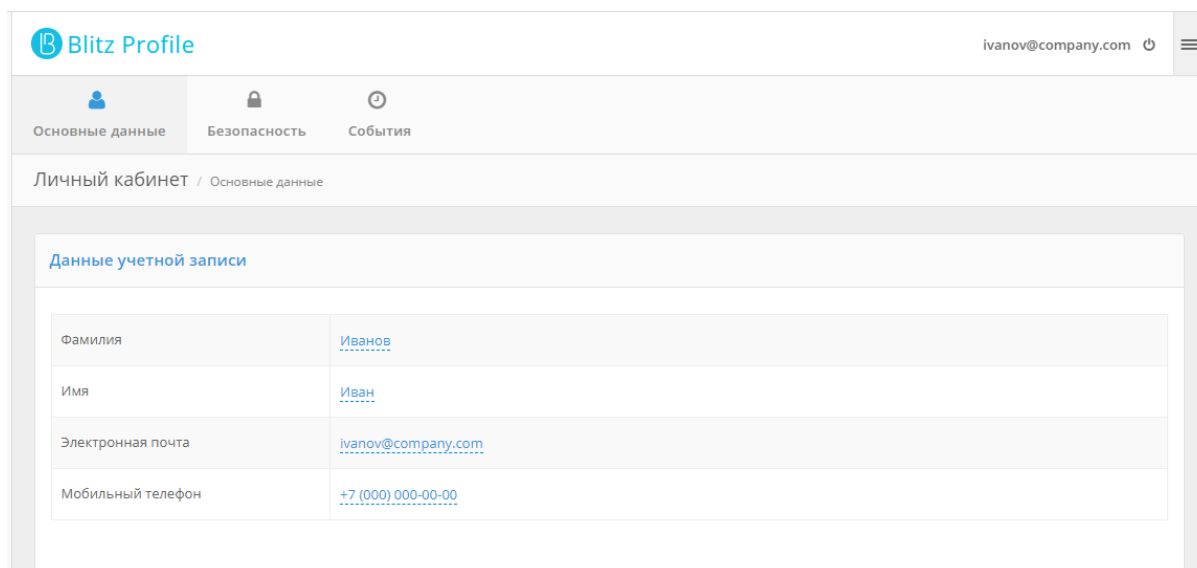 Blitz Profile
ivanov@company.com
Основные данные Безопасность События
Личный кабинет / Основные данные
Данные учетной записи
Фамилия Иванов
Имя Иван
Электронная почта ivanov@company.com
Мобильный телефон +7 (000) 000-00-00